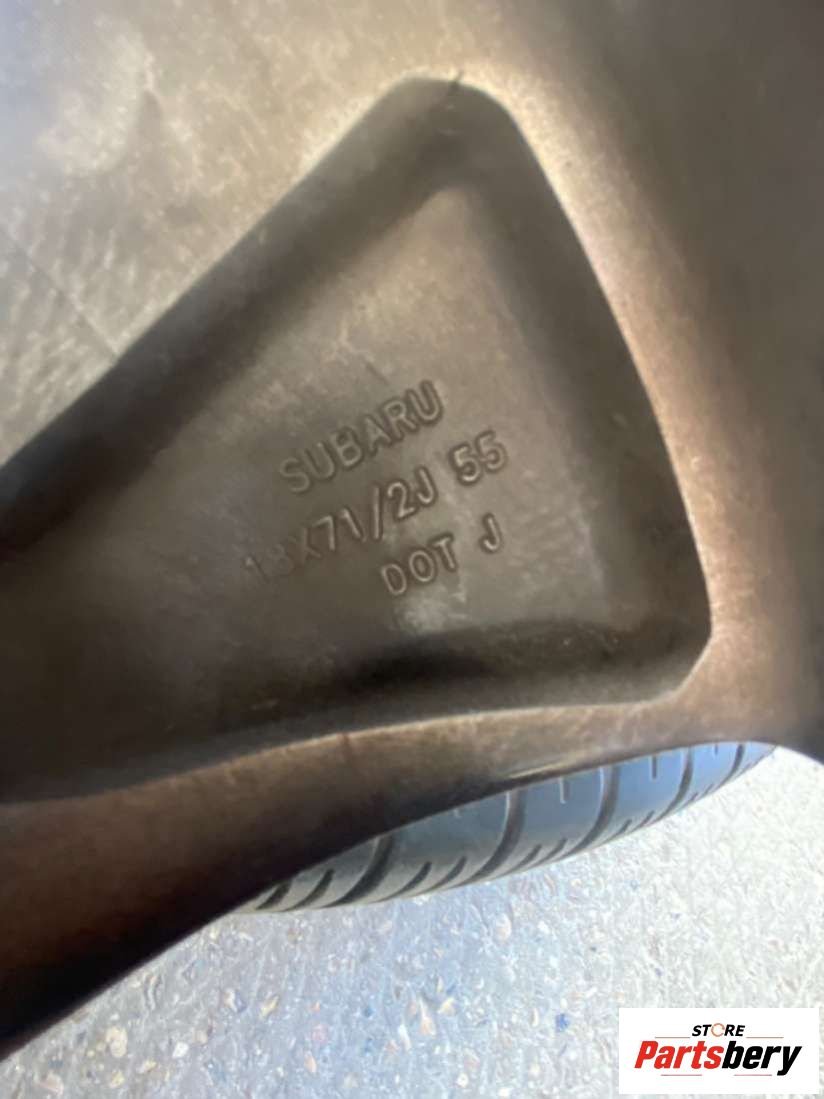 SUBARU
18X71/2J 55
DOT J
STORE
Partsbery